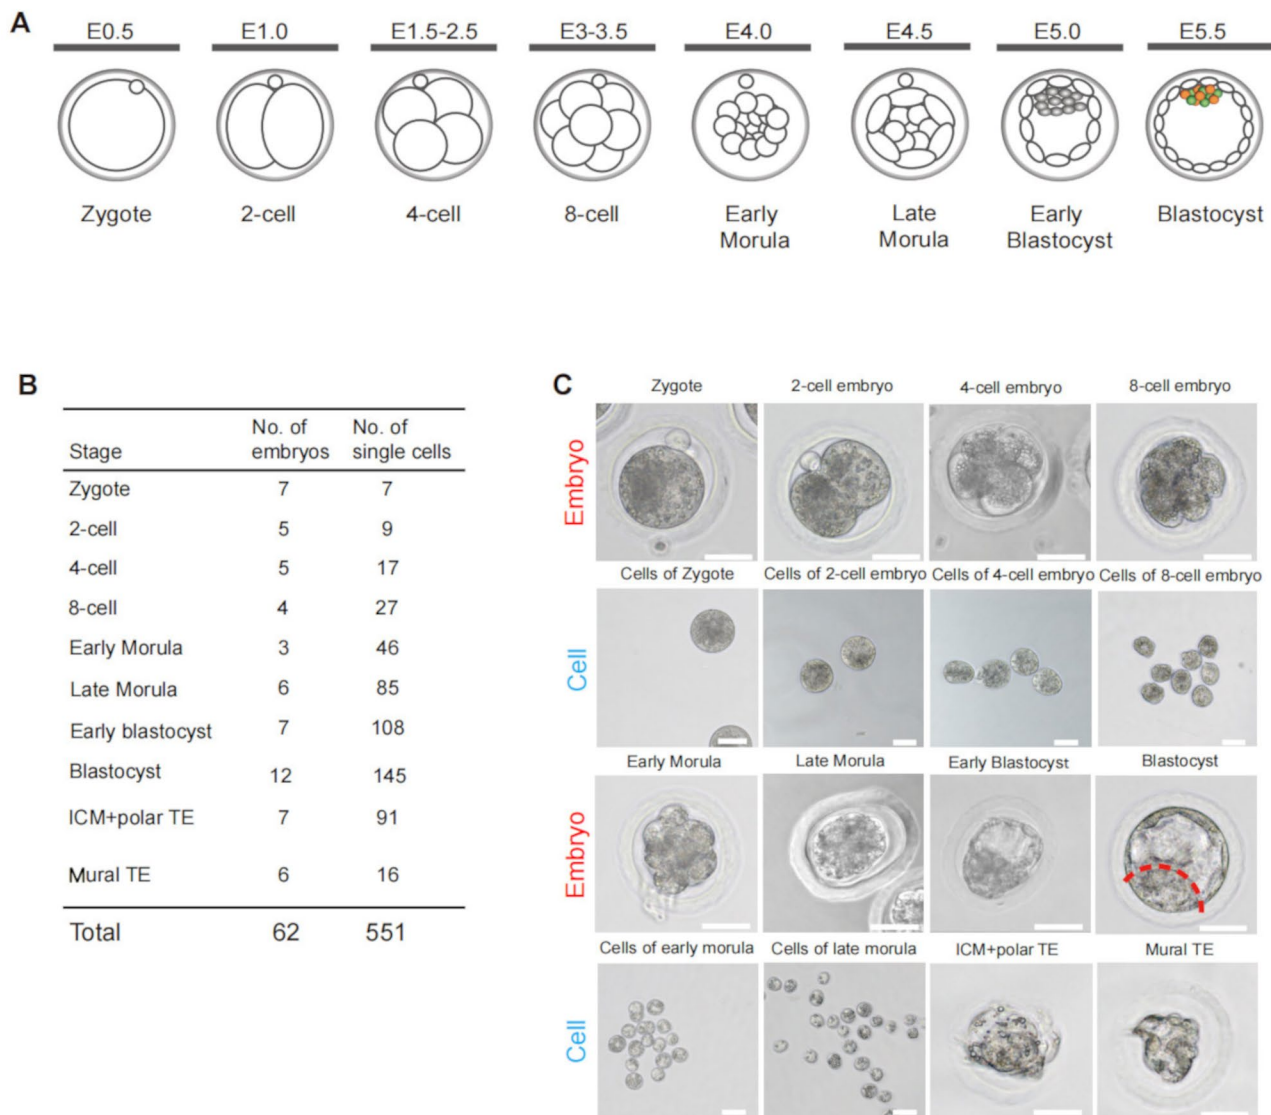 A
E0.5 E1.0 E1.5-2.5 E3-3.5 E4.0 E4.5 E5.0 E5.5
Zygote 2-cell 4-cell 8-cell Early Morula Late Morula Early Blastocyst Blastocyst
B
Stage No. of embryos No. of single cells
Zygote 7 7
2-cell 5 9
4-cell 5 17
8-cell 4 27
Early Morula 3 46
Late Morula 6 85
Early blastocyst 7 108
Blastocyst 12 145
ICM+polar TE 7 91
Mural TE 6 16
Total 62 551
C
Zygote 2-cell embryo 4-cell embryo 8-cell embryo
Embryo
Cells of Zygote Cells of 2-cell embryo Cells of 4-cell embryo Cells of 8-cell embryo
Cell
Early Morula Late Morula Early Blastocyst Blastocyst
Embryo
Cells of early morula Cells of late morula ICM+polar TE Mural TE
Cell